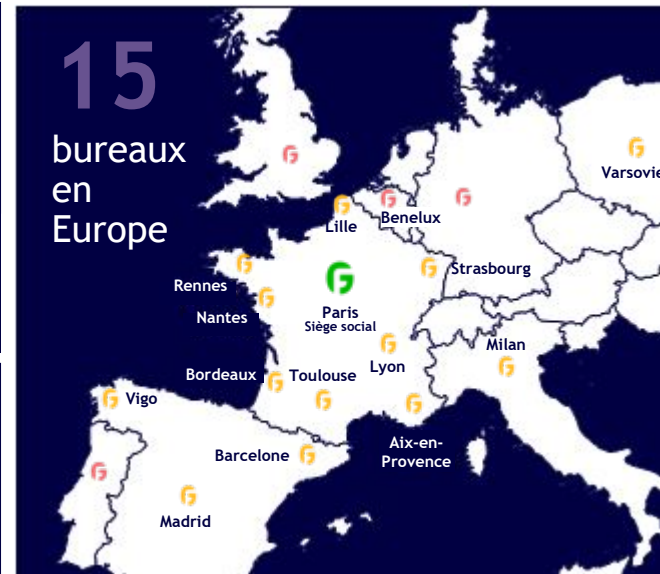 15
bureaux
en
Europe
Varsovie
Lille
Benelux
Strasbourg
Rennes
Nantes
Paris
Siège social
Lyon
Milan
Bordeaux
Toulouse
Vigo
Aix-en-
Provence
Barcelone
Madrid